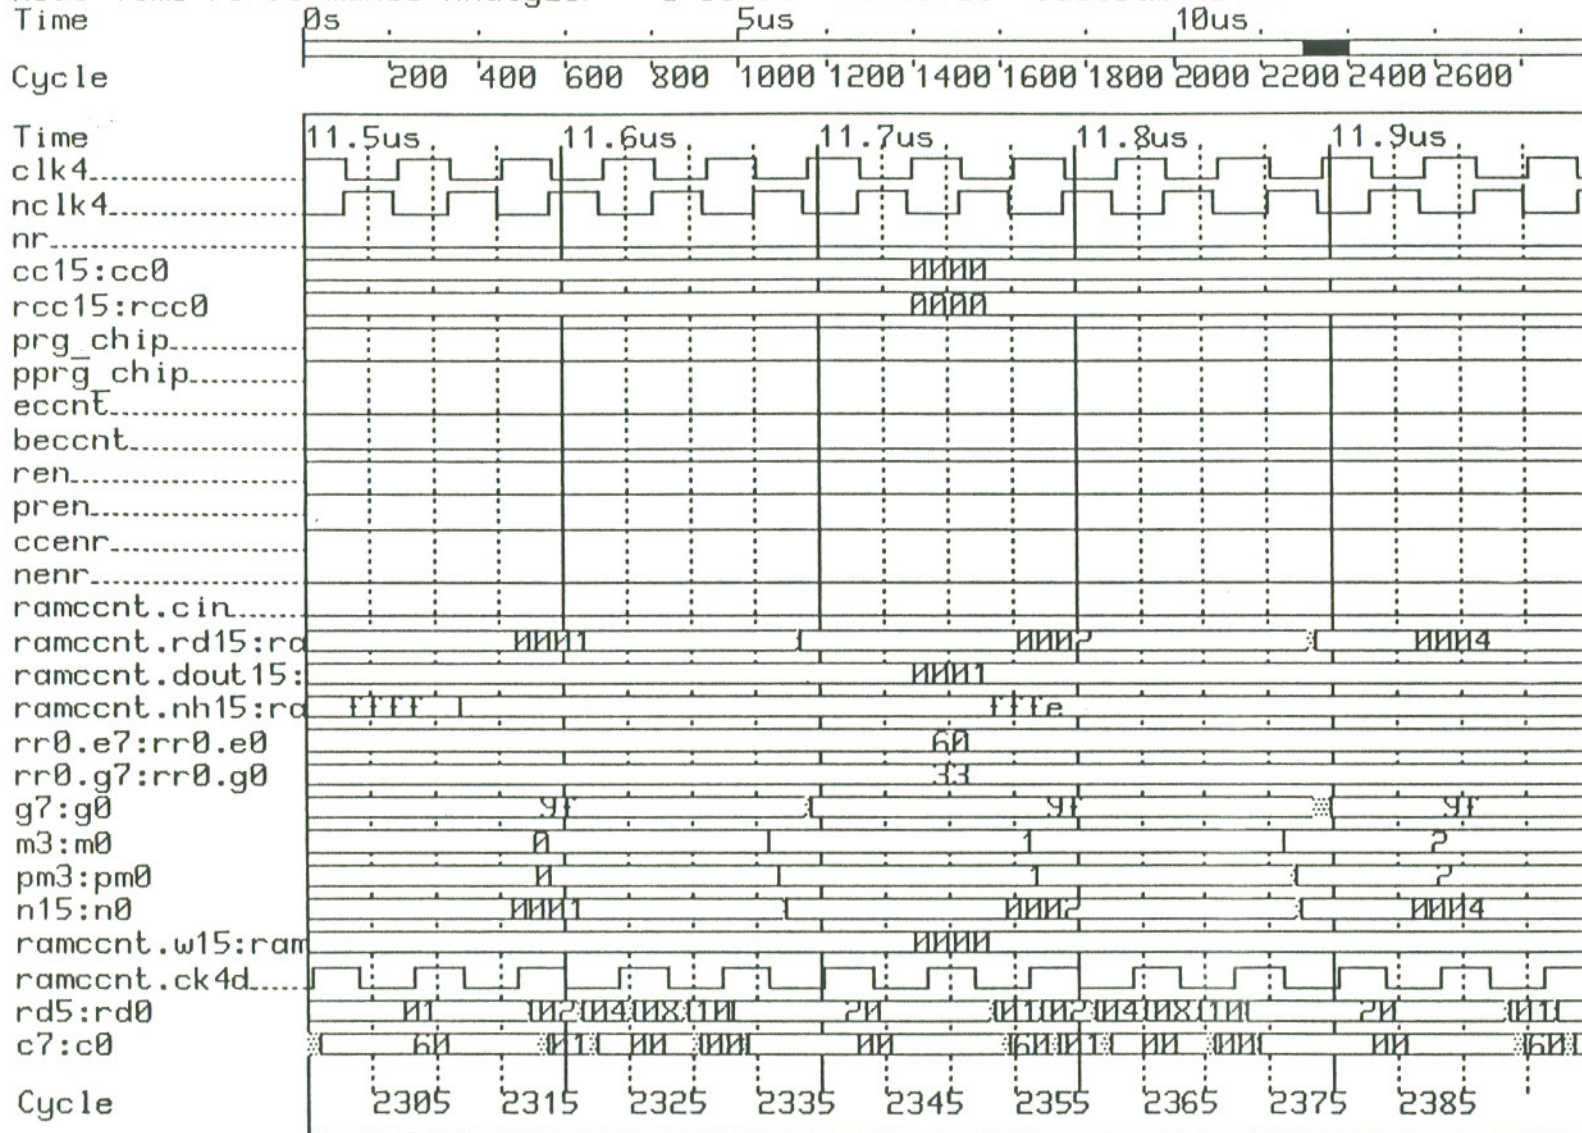 Time 0s 5us 10us
Cycle 200 400 600 800 1000 1200 1400 1600 1800 2000 2200 2400 2600
Time 11.5us 11.6us 11.7us 11.8us 11.9us
clk4
nclk4
nr
cc15:cc0 0000
rcc15:rcc0 0000
prg_chip
pprg_chip
eccnt
beccnt
ren
pren
ccenr
nenr
ramccnt.cin
ramccnt.rd15:ra 0001 0002 0004
ramccnt.dout15: 0001
ramccnt.nh15:ra ffff fffe
rr0.e7:rr0.e0 60
rr0.g7:rr0.g0 33
g7:g0 9f 9f 9f
m3:m0 0 1 2
pm3:pm0 0 1 2
n15:n0 0001 0002 0004
ramccnt.w15:ram 0000
ramccnt.ck4d
rd5:rd0 01 02 04 08 10 20 01 02 04 08 10 20 01
c7:c0 60 01 00 00 00 60 01 00 00 00 60
Cycle 2305 2315 2325 2335 2345 2355 2365 2375 2385